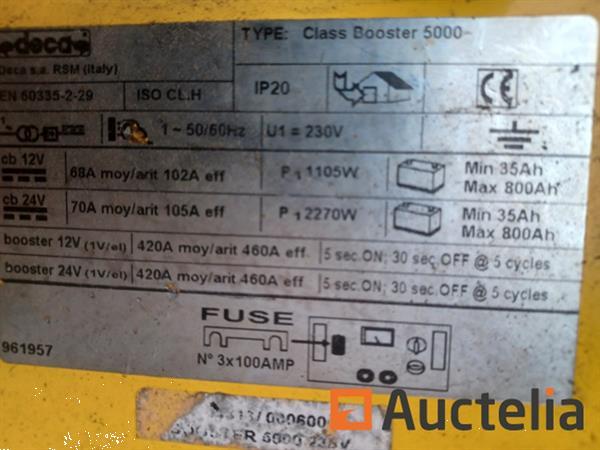 deca
TYPE: Class Booster 5000
Deca s.a. RSM (italy)
EN 60335-2-29
ISO CL.H
IP20
CE
1~ 50/60Hz
U1 = 230V
cb 12V
68A moy/arit 102A eff
P 1 1105W
Min 35Ah
Max 800Ah
cb 24V
70A moy/arit 105A eff
P 1 2270W
Min 35Ah
Max 800Ah
booster 12V (1V/el)
420A moy/arit 460A eff
5 sec.ON; 30 sec.OFF @ 5 cycles
booster 24V (1V/el)
420A moy/arit 460A eff
5 sec.ON; 30 sec.OFF @ 5 cycles
FUSE
N° 3x100AMP
961957
5000
Auctelia